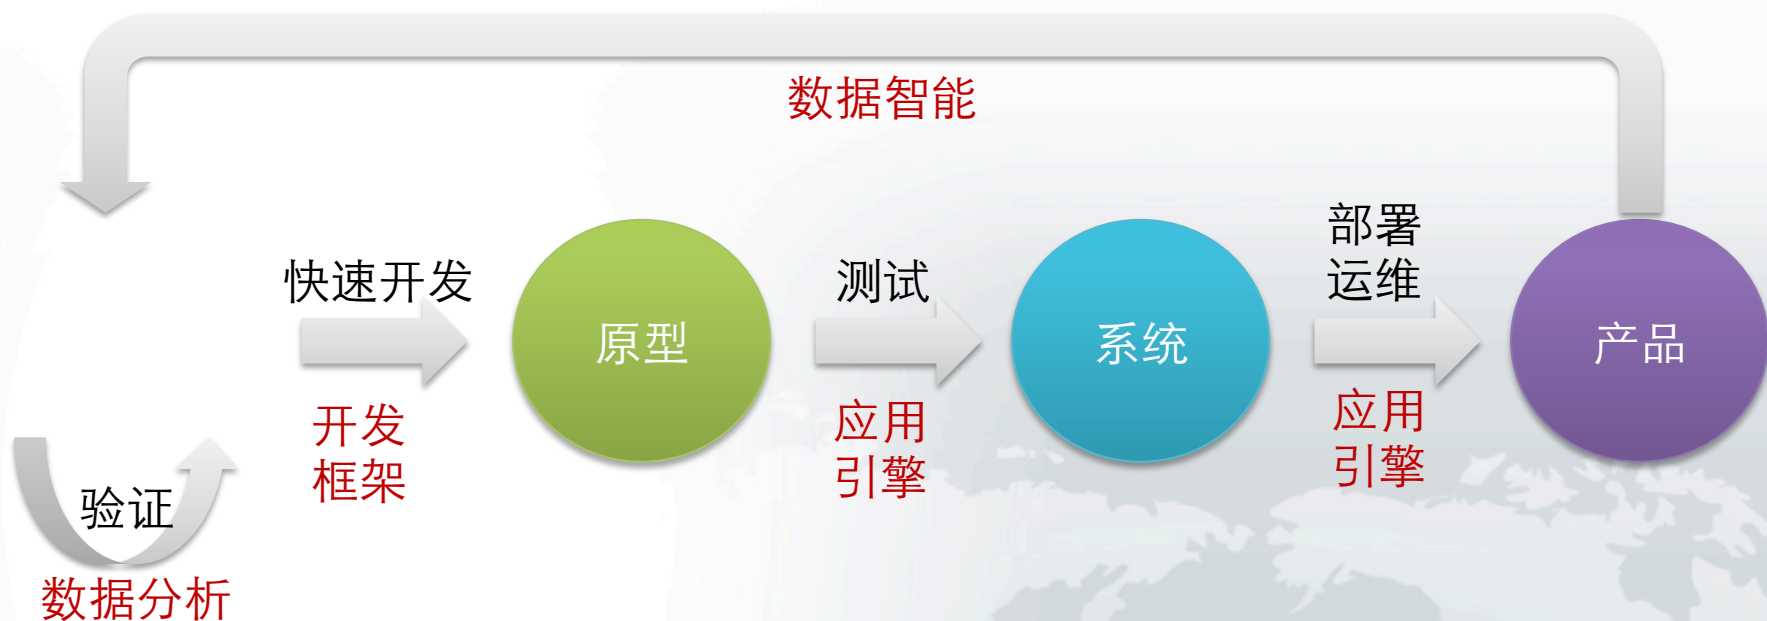 数据智能
快速开发
开发
框架
原型
测试
应用
引擎
系统
部署
运维
应用
引擎
产品
验证
数据分析